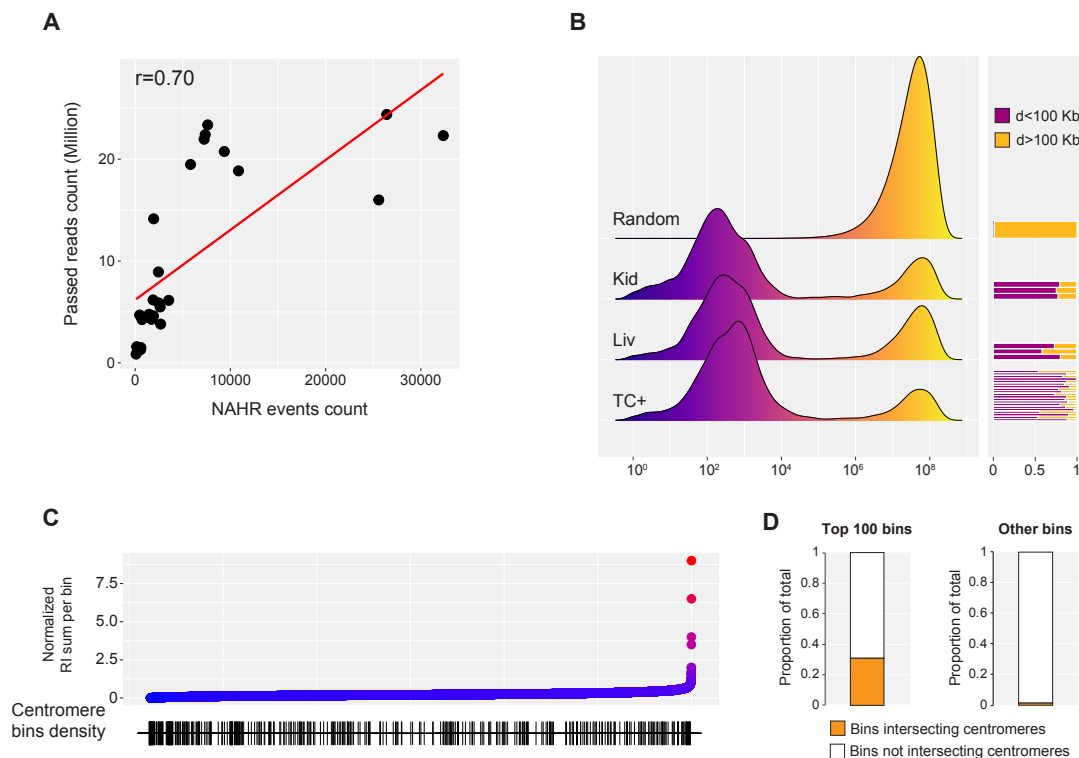 A
r=0.70
Passed reads count (Million)
20
10
0
0 10000 20000 30000
NAHR events count
B
Random
Kid
Liv
TC+
10⁰ 10² 10⁴ 10⁶ 10⁸
d<100 Kb
d>100 Kb
0 0.5 1
C
Normalized
RI sum per bin
7.5
5.0
2.5
0
Centromere
bins density
D
Top 100 bins
Proportion of total
1
0.8
0.6
0.4
0.2
0
Other bins
Proportion of total
1
0.8
0.6
0.4
0.2
0
Bins intersecting centromeres
Bins not intersecting centromeres